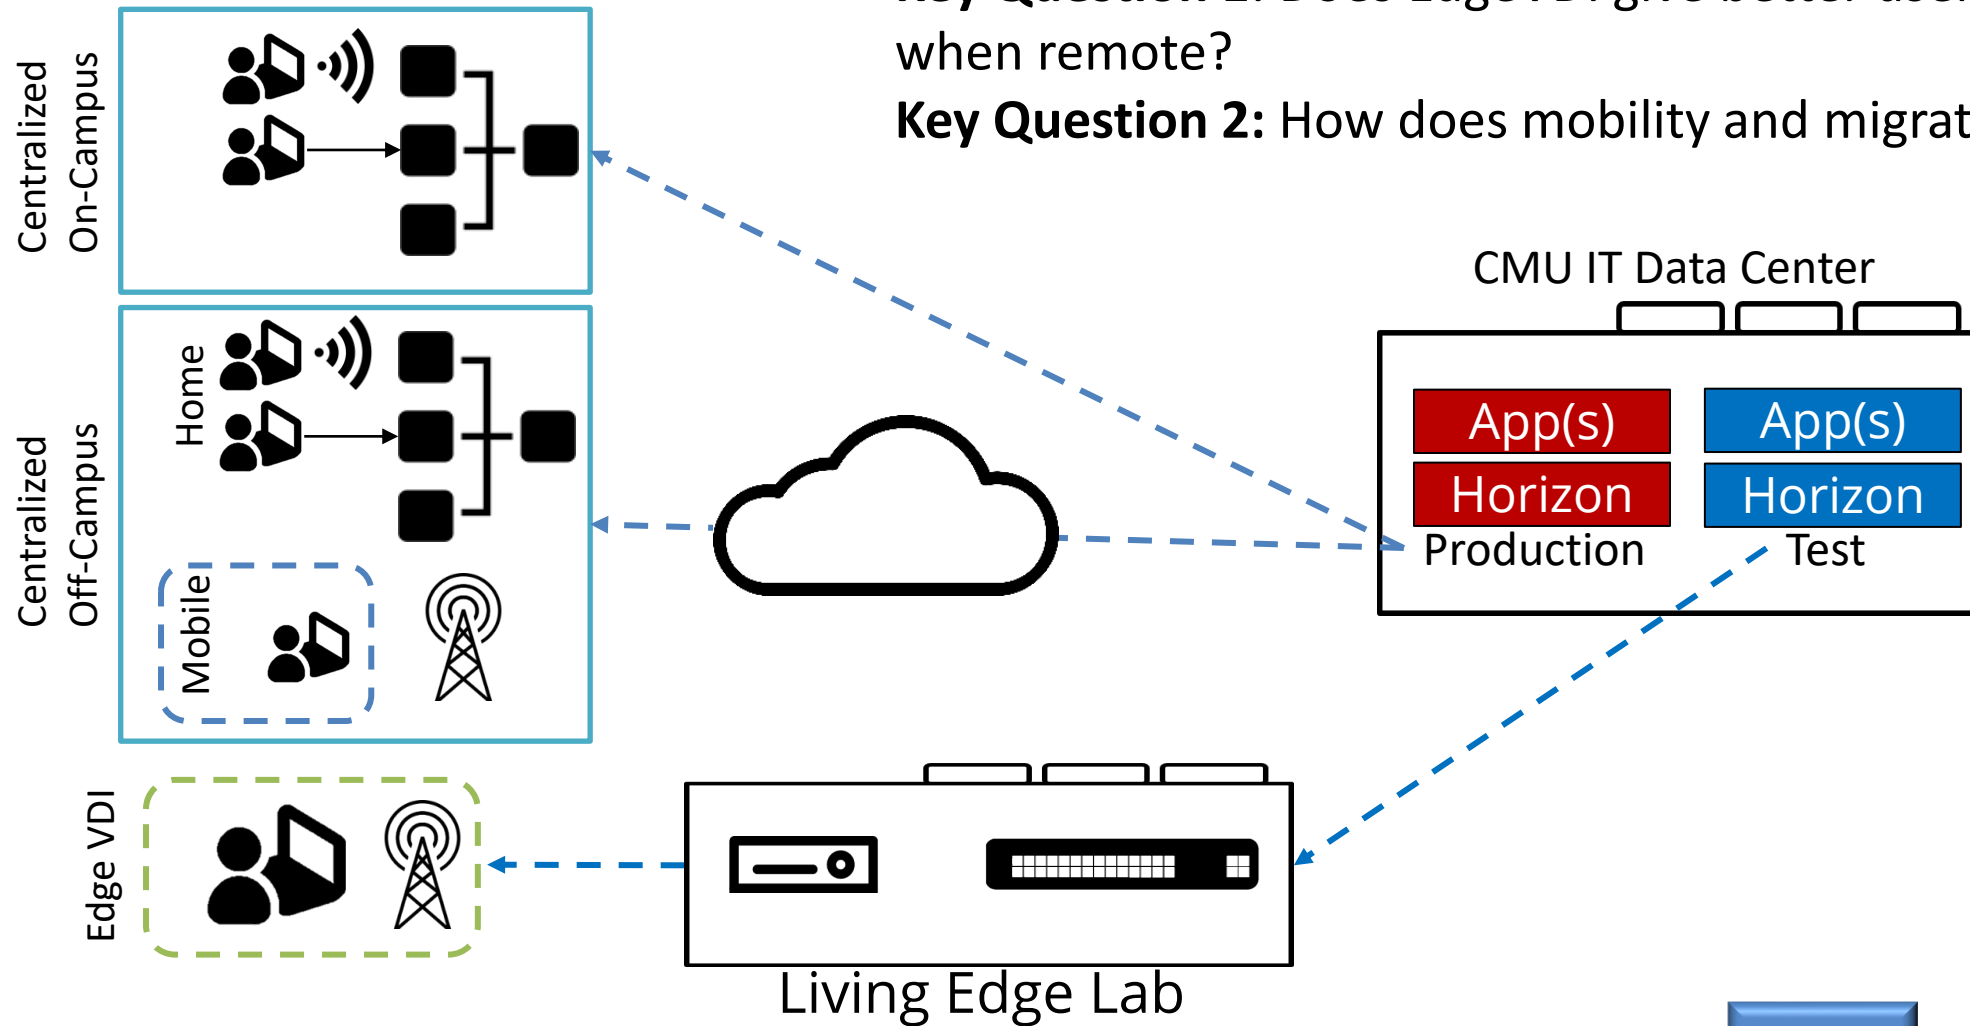 when remote?
Key Question 2: How does mobility and
Centralized
On-Campus
CMU IT Data Center
App(s)
App(s)
Horizon
Horizon
Production
Test
Centralized
Off-Campus
Home
Mobile
Edge VDI
Living Edge Lab